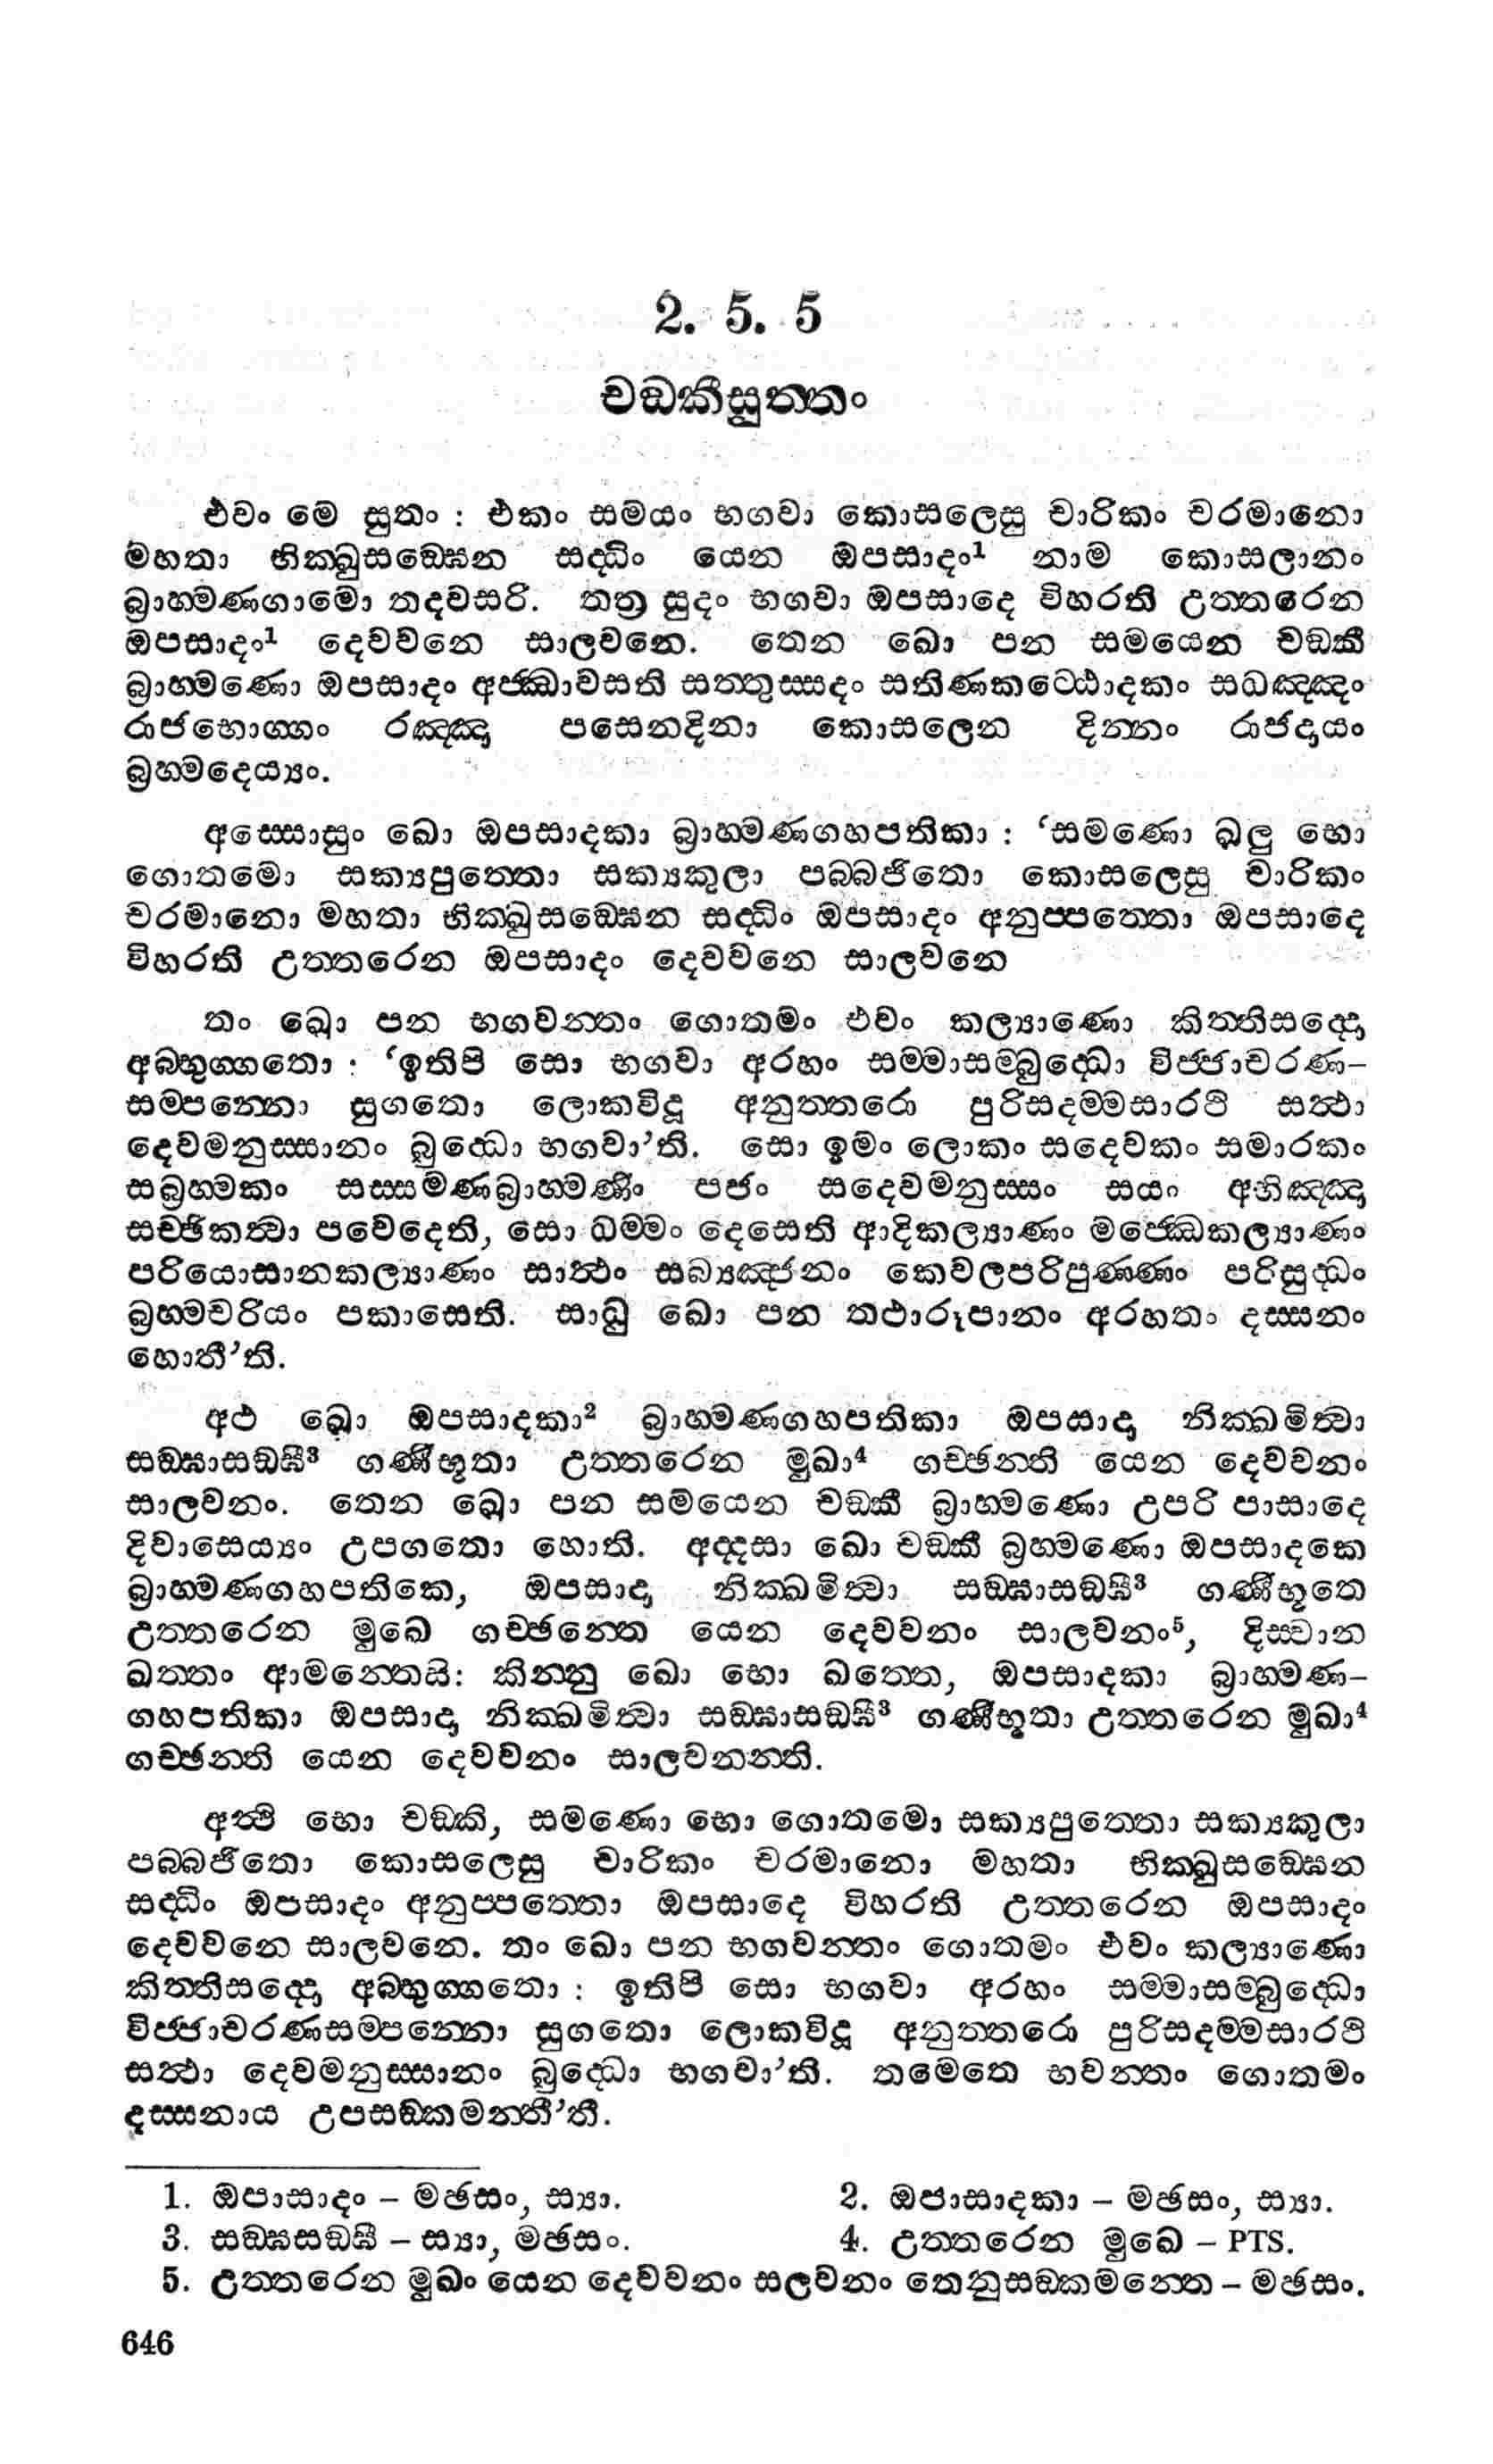 2. 5. 5
චඞ්කීසුත්තං
එවං මෙ සුතං : එකං සමයං භගවා කොසලෙසු චාරිකං චරමානො
මහතා භික්ඛුසඞ්ඝෙන සද්ධිං යෙන ඔපසාදං¹ නාම කොසලානං
බ්‍රාහ්මණගාමො තදවසරි. තත්‍ර සුදං භගවා ඔපසාදෙ විහරති උත්තරෙන
ඔපසාදං¹ දෙවවනෙ සාලවනෙ. තෙන ඛො පන සමයෙන චඞ්කී
බ්‍රාහ්මණො ඔපසාදං අජ්ඣාවසති සත්තුස්සදං සතිණකට්ඨොදකං සධඤ්ඤං
රාජභොග්ගං රඤ්ඤා පසෙනදිනා කොසලෙන දින්නං රාජදායං
බ්‍රහ්මදෙය්‍යං.
අස්සොසුං ඛො ඔපසාදකා බ්‍රාහ්මණගහපතිකා : ‘සමණො ඛලු භො
ගොතමො සක්‍යපුත්තො සක්‍යකුලා පබ්බජිතො කොසලෙසු චාරිකං
චරමානො මහතා භික්ඛුසඞ්ඝෙන සද්ධිං ඔපසාදං අනුප්පත්තො ඔපසාදෙ
විහරති උත්තරෙන ඔපසාදං දෙවවනෙ සාලවනෙ
තං ඛො පන භගවන්තං ගොතමං එවං කල්‍යාණො කිත්තිසද්දො
අබ්භුග්ගතො : ‘ඉතිපි සො භගවා අරහං සම්මාසම්බුද්ධො විජ්ජාචරණ–
සම්පන්නො සුගතො ලොකවිදූ අනුත්තරො පුරිසදම්මසාරථි සත්ථා
දෙවමනුස්සානං බුද්ධො භගවා’ති. සො ඉමං ලොකං සදෙවකං සමාරකං
සබ්‍රහ්මකං සස්සමණබ්‍රාහ්මණිං පජං සදෙවමනුස්සං සයං අභිඤ්ඤා
සච්ඡිකත්‍වා පවෙදෙති, සො ධම්මං දෙසෙති ආදිකල්‍යාණං මජ්ඣෙකල්‍යාණං
පරියොසානකල්‍යාණං සාත්ථං සබ්‍යඤ්ජනං කෙවලපරිපුණ්ණං පරිසුද්ධං
බ්‍රහ්මචරියං පකාසෙති. සාධු ඛො පන තථාරූපානං අරහතං දස්සනං
හොතී’ති.
අථ ඛො ඔපසාදකා² බ්‍රාහ්මණගහපතිකා ඔපසාදා නික්ඛමිත්‍වා
සඞ්ඝාසඞ්ඝී³ ගණීභූතා උත්තරෙන මුඛා⁴ ගච්ඡන්ති යෙන දෙවවනං
සාලවනං. තෙන ඛො පන සමයෙන චඞ්කී බ්‍රාහ්මණො උපරි පාසාදෙ
දිවාසෙය්‍යං උපගතො හොති. අද්දසා ඛො චඞ්කී බ්‍රහ්මණො ඔපසාදකෙ
බ්‍රාහ්මණගහපතිකෙ, ඔපසාදා නික්ඛමිත්‍වා සඞ්ඝාසඞ්ඝී³ ගණීභූතෙ
උත්තරෙන මුඛෙ ගච්ඡන්තෙ යෙන දෙවවනං සාලවනං⁵, දිස්වාන
ඛත්තං ආමන්තෙසි: කින්නු ඛො භො ඛත්තෙ, ඔපසාදකා බ්‍රාහ්මණ–
ගහපතිකා ඔපසාදා නික්ඛමිත්‍වා සඞ්ඝාසඞ්ඝී³ ගණීභූතා උත්තරෙන මුඛා⁴
ගච්ඡන්ති යෙන දෙවවනං සාලවනන්ති.
අත්ථි භො චඞ්කි, සමණො භො ගොතමො සක්‍යපුත්තො සක්‍යකුලා
පබ්බජිතො කොසලෙසු චාරිකං චරමානො මහතා භික්ඛුසඞ්ඝෙන
සද්ධිං ඔපසාදං අනුප්පත්තො ඔපසාදෙ විහරති උත්තරෙන ඔපසාදං
දෙවවනෙ සාලවනෙ. තං ඛො පන භගවන්තං ගොතමං එවං කල්‍යාණො
කිත්තිසද්දො අබ්භුග්ගතො : ඉතිපි සො භගවා අරහං සම්මාසම්බුද්ධො
විජ්ජාචරණසම්පන්නො සුගතො ලොකවිදූ අනුත්තරො පුරිසදම්මසාරථි
සත්ථා දෙවමනුස්සානං බුද්ධො භගවා’ති. තමෙතෙ භවන්තං ගොතමං
දස්සනාය උපසඞ්කමන්තී’තී.
1. ඔපාසාදං – මඡසං, ස්‍යා. 2. ඔපාසාදකා – මඡසං, ස්‍යා.
3. සඞ්ඝසඞ්ඝී – ස්‍යා, මඡසං. 4. උත්තරෙන මුඛෙ – PTS.
5. උත්තරෙන මුඛං යෙන දෙවවනං සලවනං තෙනුසඞ්කමන්තෙ – මඡසං.
646